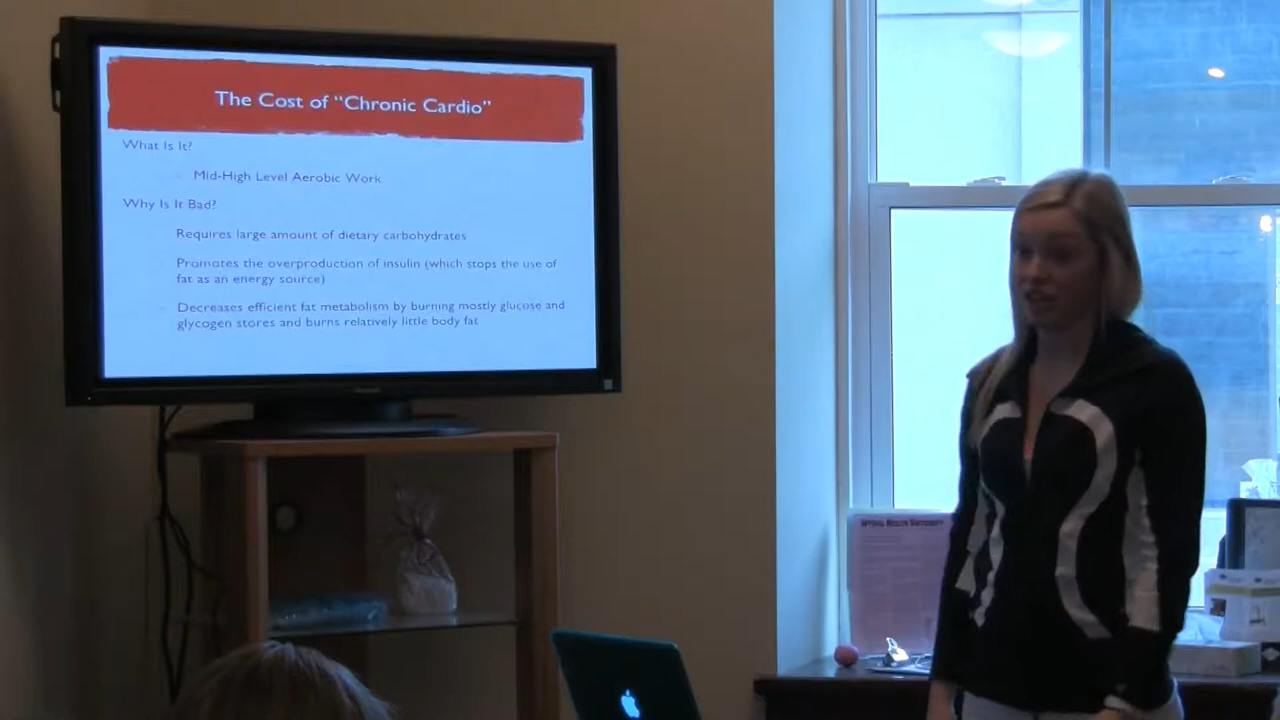 The Cost of “Chronic Cardio”
What Is It?
Mid-High Level Aerobic Work
Why Is It Bad?
Requires large amount of dietary carbohydrates
Promotes the overproduction of insulin (which stops the use of
fat as an energy source)
Decreases efficient fat metabolism by burning mostly glucose and
glycogen stores and burns relatively little body fat